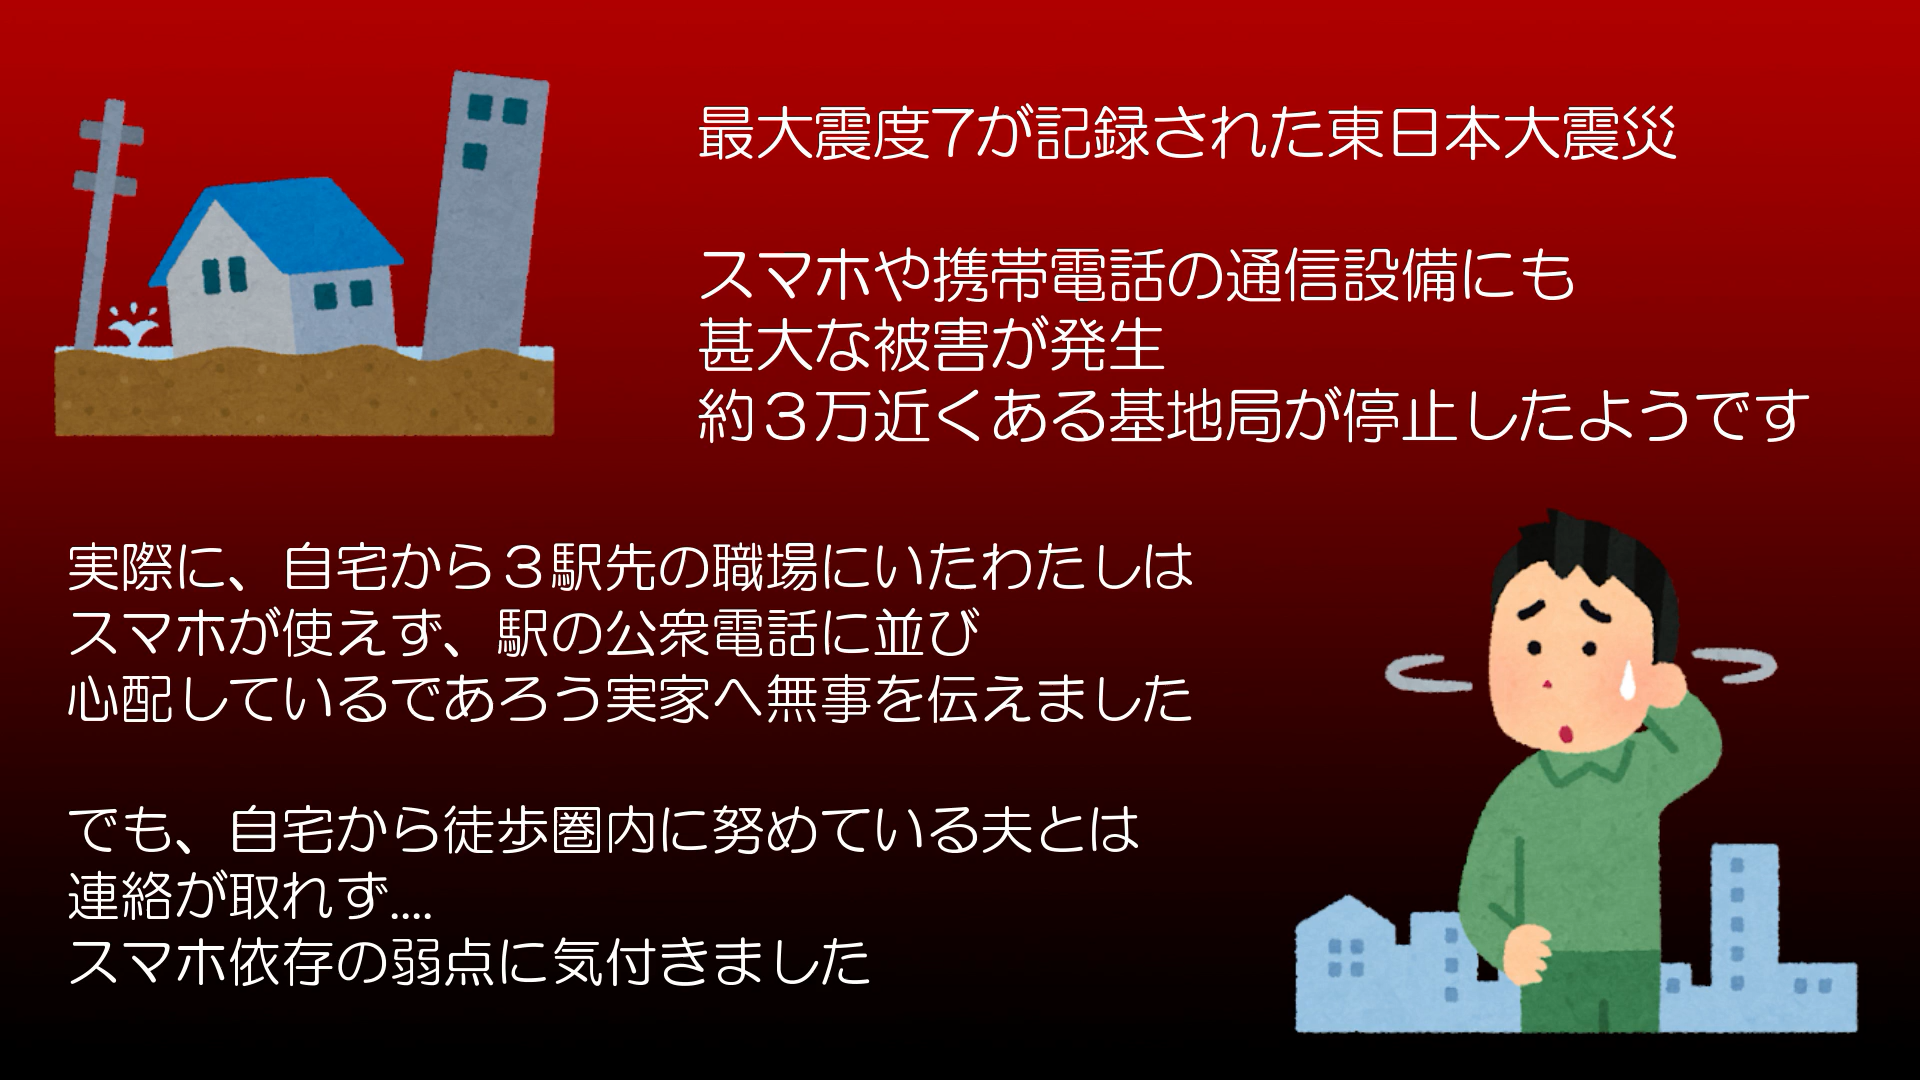 最大震度7が記録された東日本大震災
スマホや携帯電話の通信設備にも
甚大な被害が発生
約３万近くある基地局が停止したようです
実際に、自宅から３駅先の職場にいたわたしは
スマホが使えず、駅の公衆電話に並び
心配しているであろう実家へ無事を伝えました
でも、自宅から徒歩圏内に努めている夫とは
連絡が取れず....
スマホ依存の弱点に気付きました